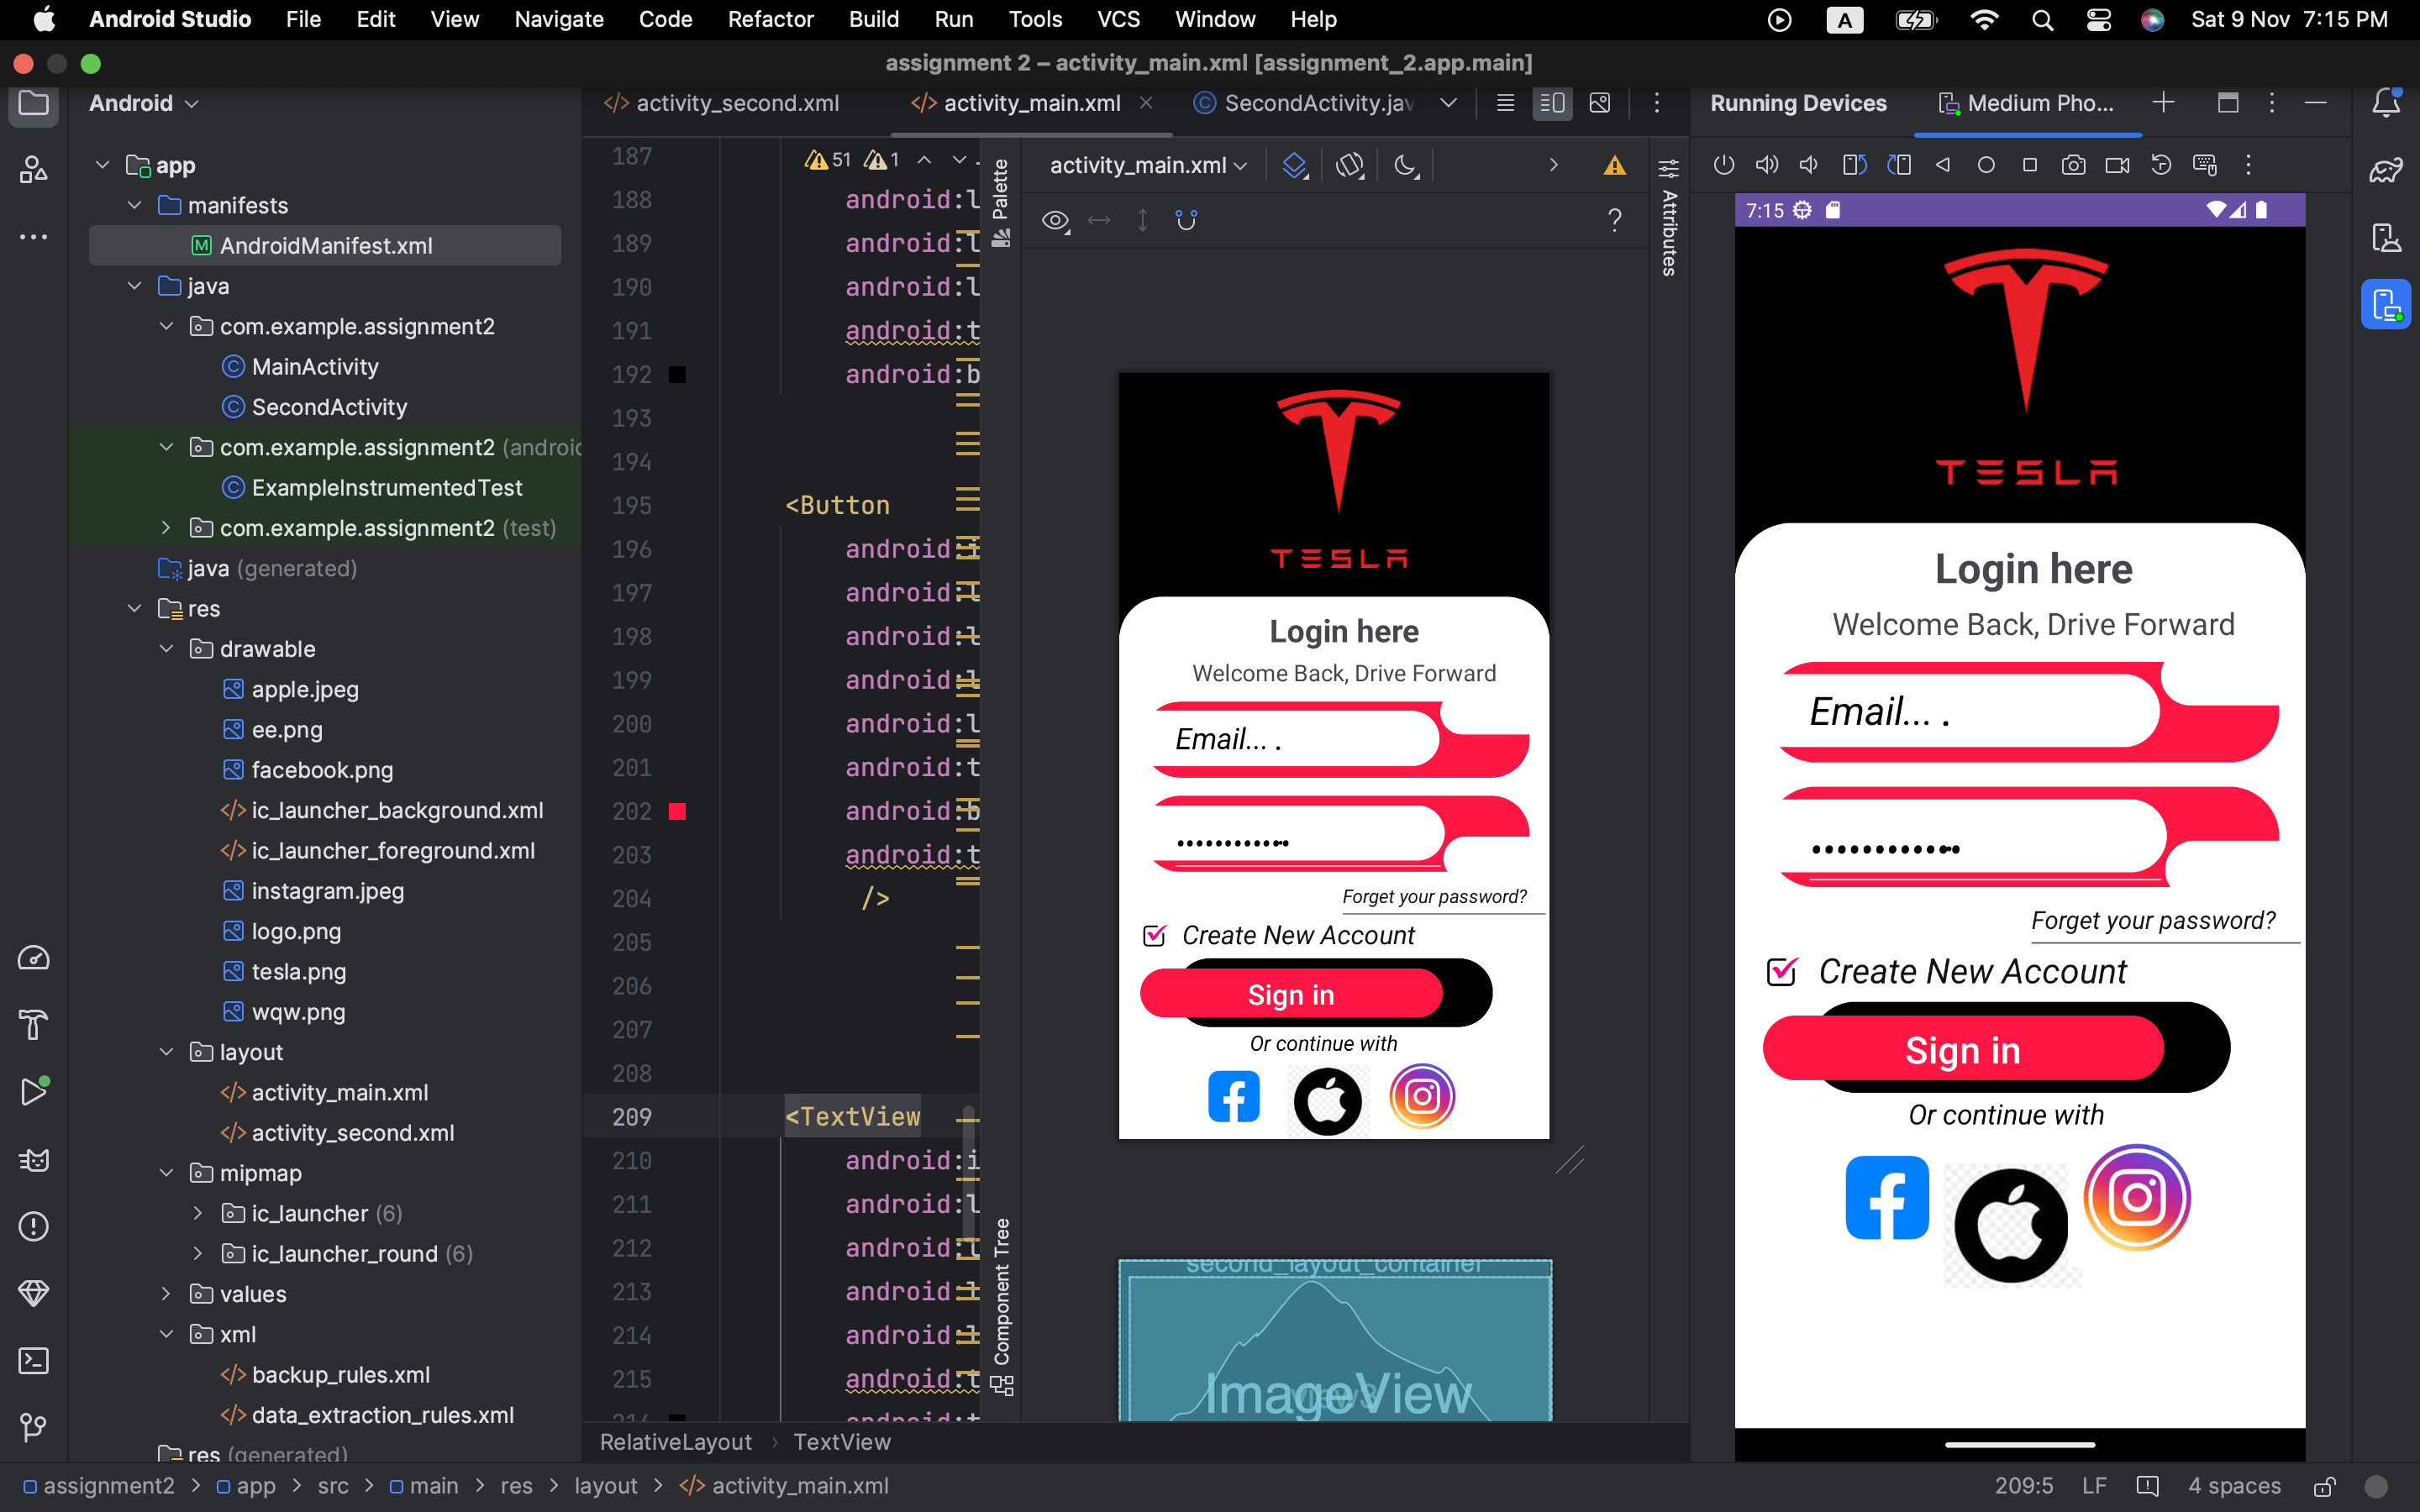 Android Studio File Edit View Navigate Code Refactor Build Run Tools VCS Window Help A Sat 9 Nov 7:15 PM
assignment 2 – activity_main.xml [assignment_2.app.main]
Android
activity_second.xml activity_main.xml SecondActivity.jav
Running Devices Medium Pho...
app
manifests
AndroidManifest.xml
java
com.example.assignment2
MainActivity
SecondActivity
com.example.assignment2 (androic
ExampleInstrumentedTest
com.example.assignment2 (test)
java (generated)
res
drawable
apple.jpeg
ee.png
facebook.png
ic_launcher_background.xml
ic_launcher_foreground.xml
instagram.jpeg
logo.png
tesla.png
wqw.png
layout
activity_main.xml
activity_second.xml
mipmap
ic_launcher (6)
ic_launcher_round (6)
values
xml
backup_rules.xml
data_extraction_rules.xml
res (generated)
51 1
187
188 android:l
189 android:l
190 android:l
191 android:t
192 android:b
193
194
195 <Button
196 android:i
197 android:l
198 android:l
199 android:l
200 android:l
201 android:t
202 android:b
203 android:t
204 />
205
206
207
208
209 <TextView
210 android:i
211 android:l
212 android:l
213 android:l
214 android:l
215 android:t
216 android:t
RelativeLayout > TextView
Palette
Component Tree
activity_main.xml
?
Attributes
TESLA
Login here
Welcome Back, Drive Forward
Email... .
Forget your password?
Create New Account
Sign in
Or continue with
second_layout_container
ImageView
view3
7:15
TESLA
Login here
Welcome Back, Drive Forward
Email... .
Forget your password?
Create New Account
Sign in
Or continue with
assignment2 > app > src > main > res > layout > activity_main.xml
209:5 LF 4 spaces